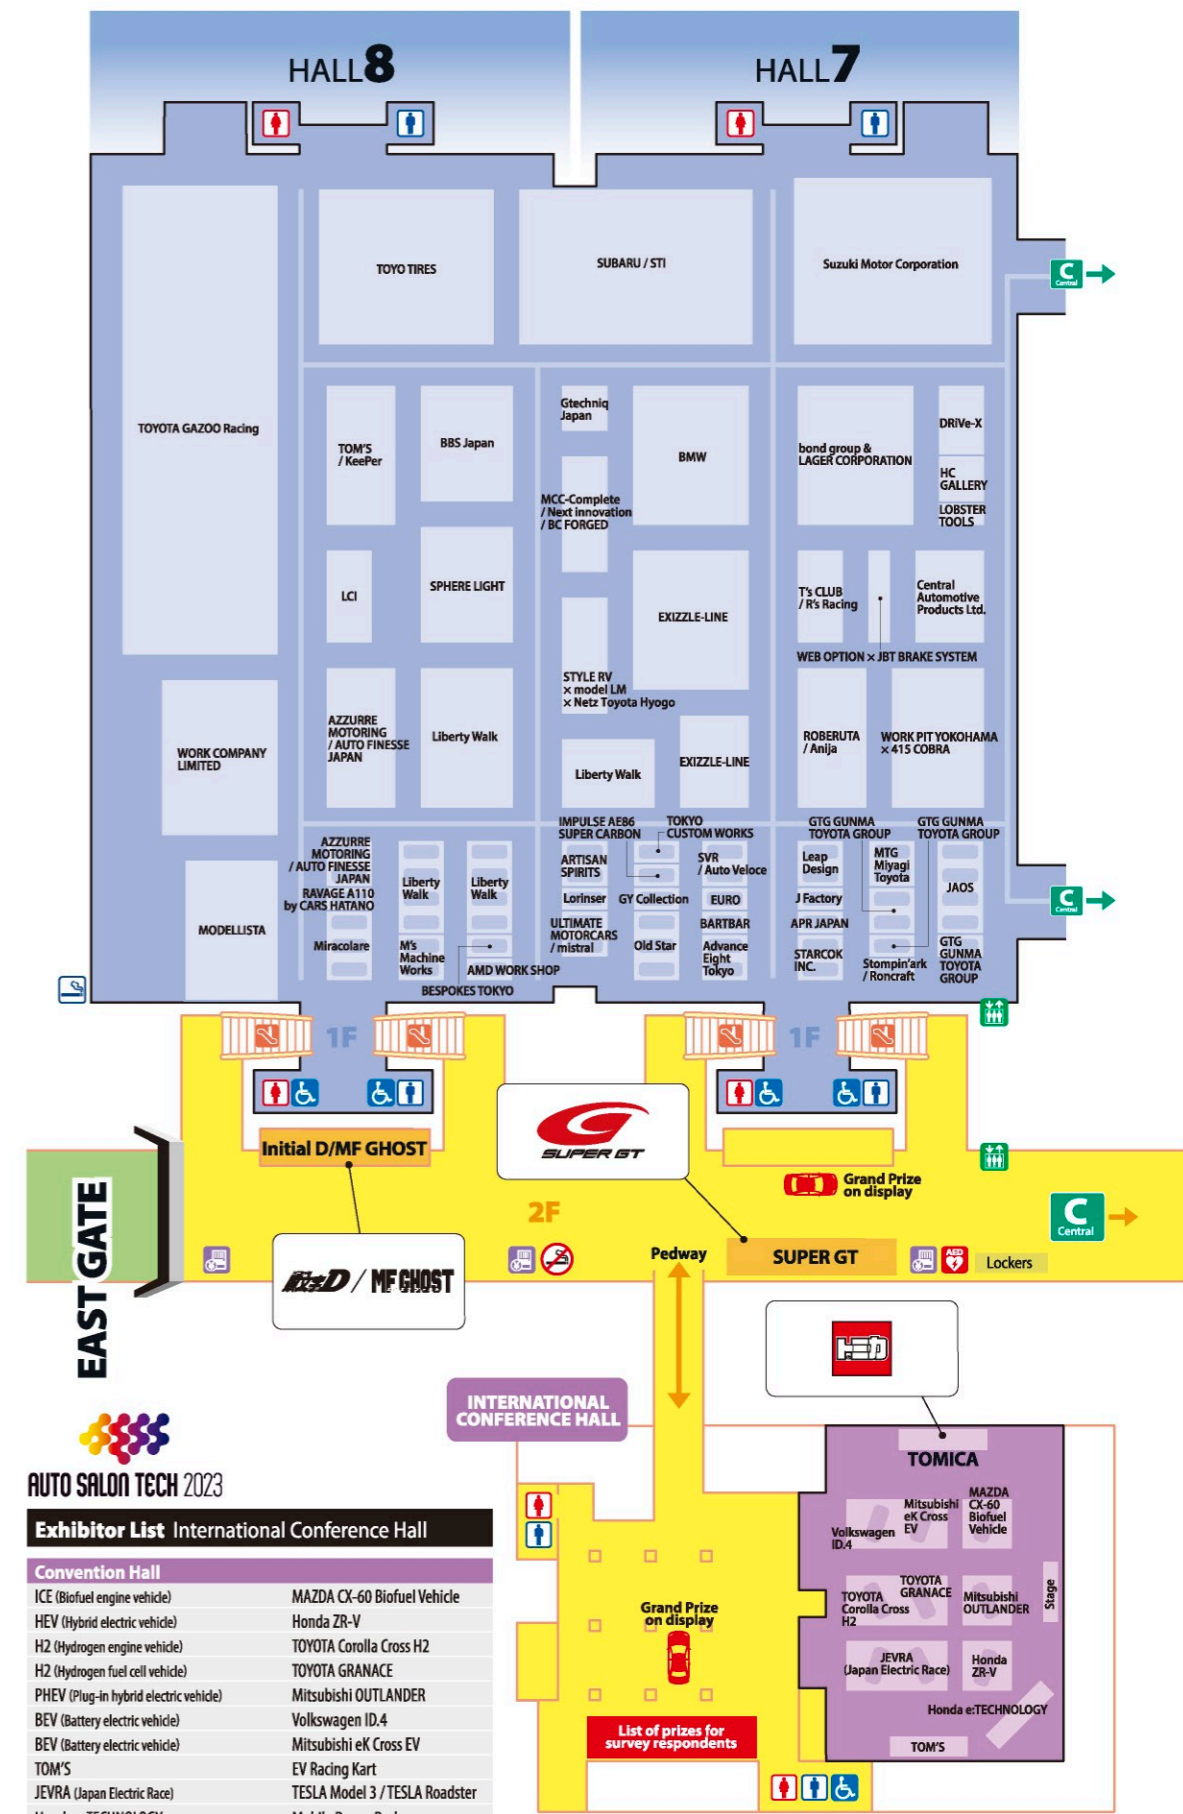 HALL8
HALL7
C
Central
TOYO TIRES
SUBARU / STI
Suzuki Motor Corporation
TOYOTA GAZOO Racing
TOM'S
/ KeePer
BBS Japan
Gtechniq
Japan
BMW
bond group &
LAGER CORPORATION
DRiVe-X
HC
GALLERY
LOBSTER
TOOLS
MCC-Complete
/ Next innovation
/ BC FORGED
LCI
SPHERE LIGHT
EXIZZLE-LINE
T's CLUB
/ R's Racing
Central
Automotive
Products Ltd.
WEB OPTION × JBT BRAKE SYSTEM
STYLE RV
× model LM
× Netz Toyota Hyogo
WORK COMPANY
LIMITED
AZZURRE
MOTORING
/ AUTO FINESSE
JAPAN
Liberty Walk
Liberty Walk
EXIZZLE-LINE
ROBERUTA
/ Anija
WORK PIT YOKOHAMA
× 415 COBRA
IMPULSE AE86
SUPER CARBON
TOKYO
CUSTOM WORKS
GTG GUNMA
TOYOTA GROUP
GTG GUNMA
TOYOTA GROUP
MODELLISTA
AZZURRE
MOTORING
/ AUTO FINESSE
JAPAN
RAVAGE A110
by CARS HATANO
Miracolare
Liberty
Walk
M's
Machine
Works
Liberty
Walk
AMD WORK SHOP
BESPOKES TOKYO
ARTISAN
SPIRITS
Lorinser
ULTIMATE
MOTORCARS
/ mistral
GY Collection
Old Star
SVR
/ Auto Veloce
EURO
BARTBAR
Advance
Eight
Tokyo
Leap
Design
J Factory
APR JAPAN
STARCOK
INC.
MTG
Miyagi
Toyota
Stompin'ark
/ Roncraft
JAOS
GTG
GUNMA
TOYOTA
GROUP
C
Central
1F
1F
Initial D/MF GHOST
SUPER GT
Grand Prize
on display
EAST GATE
2F
C
Central
頭文字D / MF GHOST
Pedway
SUPER GT
AED
Lockers
トミカ
INTERNATIONAL
CONFERENCE HALL
TOMICA
Volkswagen
ID.4
Mitsubishi
eK Cross
EV
MAZDA
CX-60
Biofuel
Vehicle
TOYOTA
Corolla Cross
H2
TOYOTA
GRANACE
Mitsubishi
OUTLANDER
Stage
JEVRA
(Japan Electric Race)
Honda
ZR-V
Honda e:TECHNOLOGY
TOM'S
Grand Prize
on display
List of prizes for
survey respondents
AUTO SALON TECH 2023
Exhibitor List International Conference Hall
Convention Hall
ICE (Biofuel engine vehicle) MAZDA CX-60 Biofuel Vehicle
HEV (Hybrid electric vehicle) Honda ZR-V
H2 (Hydrogen engine vehicle) TOYOTA Corolla Cross H2
H2 (Hydrogen fuel cell vehicle) TOYOTA GRANACE
PHEV (Plug-in hybrid electric vehicle) Mitsubishi OUTLANDER
BEV (Battery electric vehicle) Volkswagen ID.4
BEV (Battery electric vehicle) Mitsubishi eK Cross EV
TOM'S EV Racing Kart
JEVRA (Japan Electric Race) TESLA Model 3 / TESLA Roadster